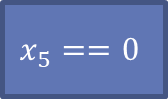 x₅ == 0